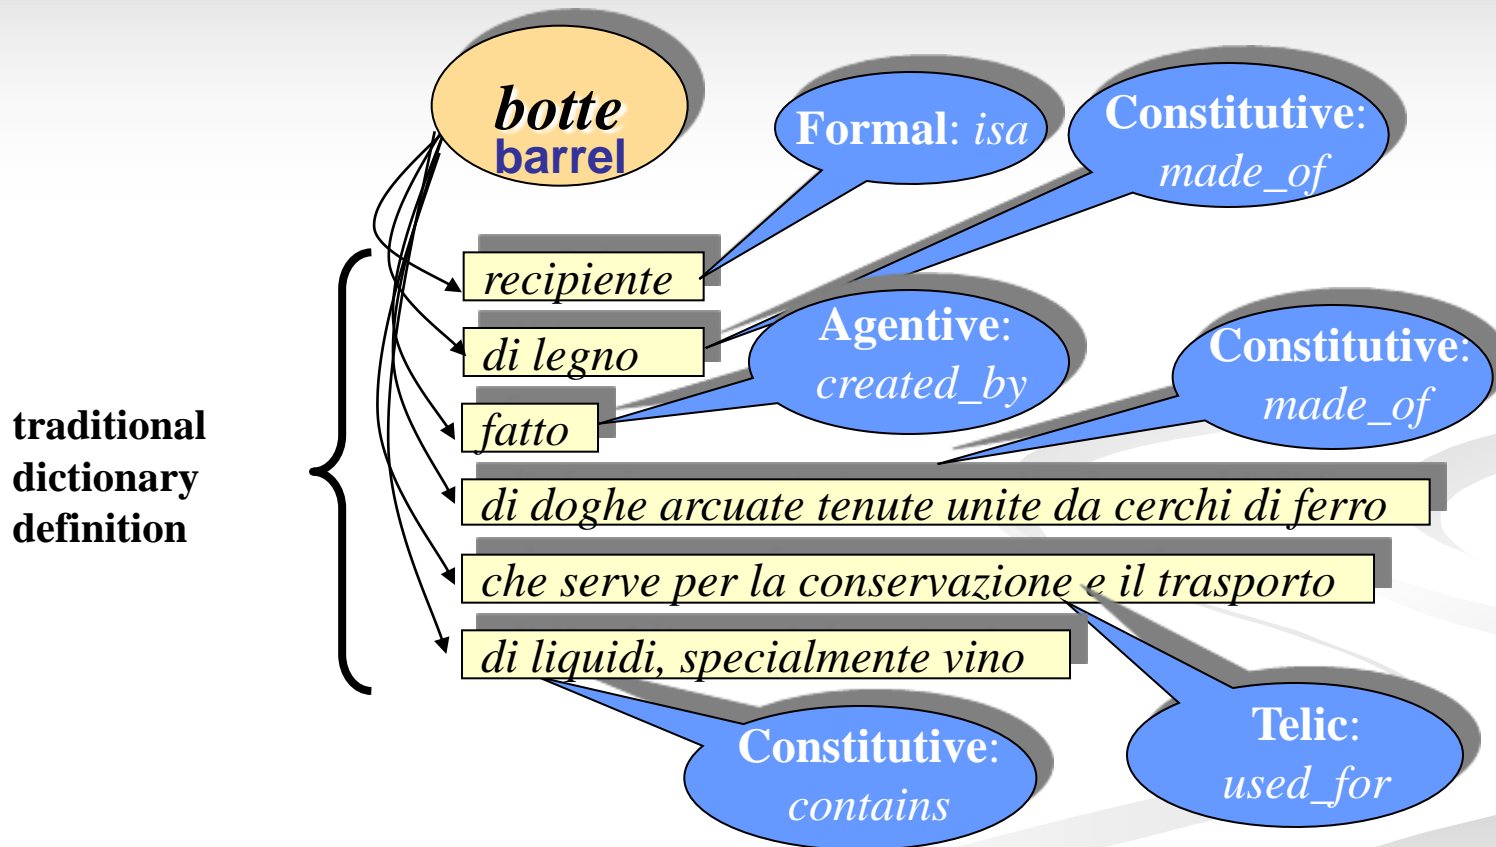 botte
barrel
Formal: isa
Constitutive:
made_of
recipiente
di legno
Agentive:
created_by
Constitutive:
made_of
fatto
traditional
dictionary
definition
di doghe arcuate tenute unite da cerchi di ferro
che serve per la conservazione e il trasporto
di liquidi, specialmente vino
Constitutive:
contains
Telic:
used_for